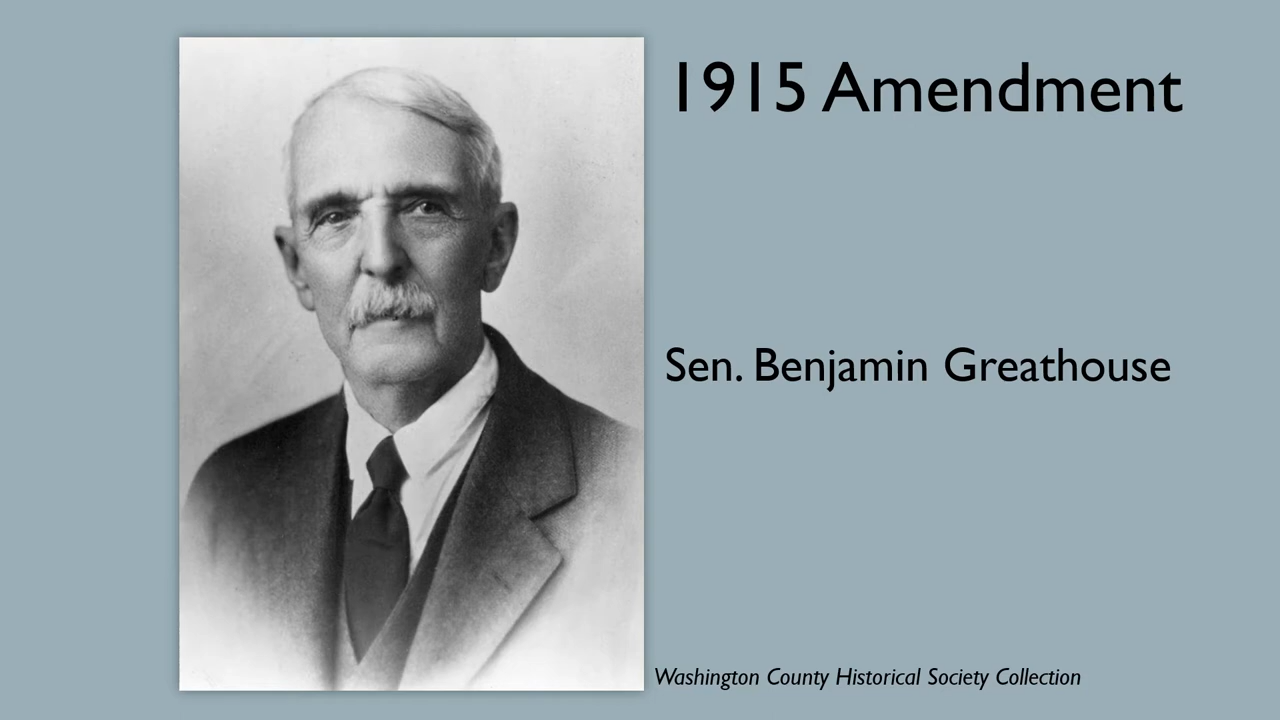 1915 Amendment
Sen. Benjamin Greathouse
Washington County Historical Society Collection